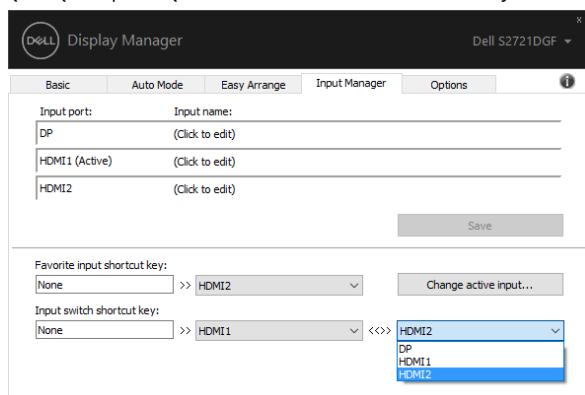 DELL Display Manager
Dell S2721DGF
Basic Auto Mode Easy Arrange Input Manager Options
Input port: Input name:
DP (Click to edit)
HDMI1 (Active) (Click to edit)
HDMI2 (Click to edit)
Save
Favorite input shortcut key:
None >> HDMI2 Change active input...
Input switch shortcut key:
None >> HDMI1 <<>> HDMI2
DP
HDMI1
HDMI2